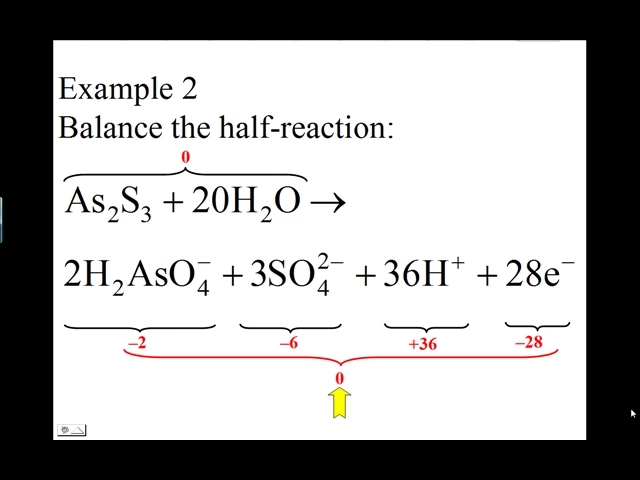 Example 2
Balance the half-reaction:
0
As₂S₃ + 20H₂O →
2H₂AsO₄⁻ + 3SO₄²⁻ + 36H⁺ + 28e⁻
–2 –6 +36 –28
0